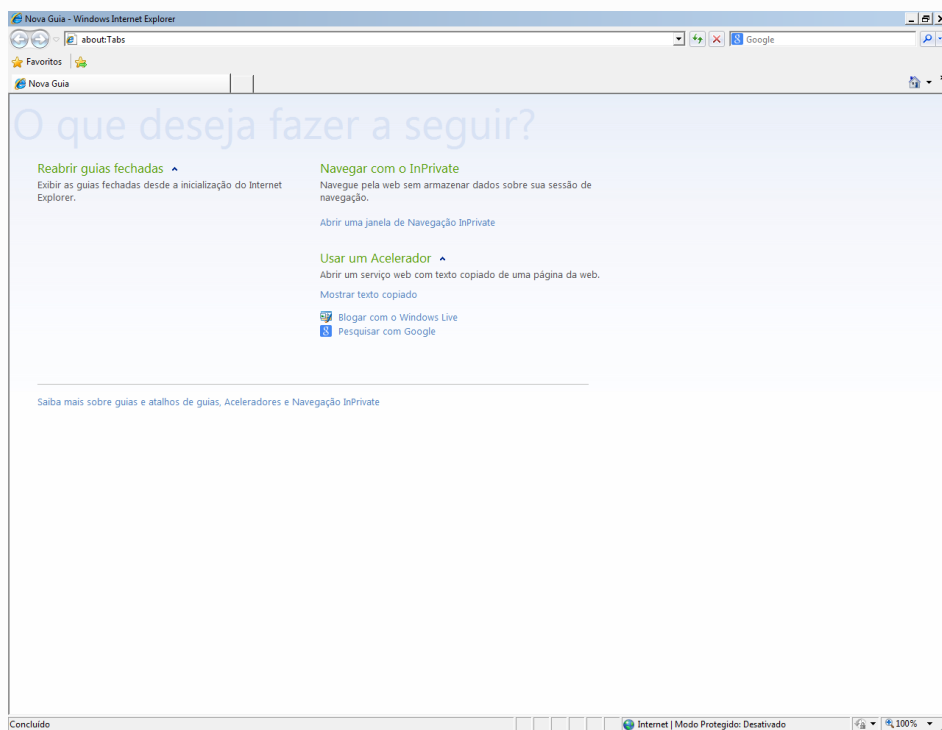 Nova Guia - Windows Internet Explorer
about:Tabs
Google
Favoritos
Nova Guia
O que deseja fazer a seguir?
Reabrir guias fechadas
Exibir as guias fechadas desde a inicialização do Internet
Explorer.
Navegar com o InPrivate
Navegue pela web sem armazenar dados sobre sua sessão de
navegação.
Abrir uma janela de Navegação InPrivate
Usar um Acelerador
Abrir um serviço web com texto copiado de uma página da web.
Mostrar texto copiado
Blogar com o Windows Live
Pesquisar com Google
Saiba mais sobre guias e atalhos de guias, Aceleradores e Navegação InPrivate
Concluído
Internet | Modo Protegido: Desativado
100%